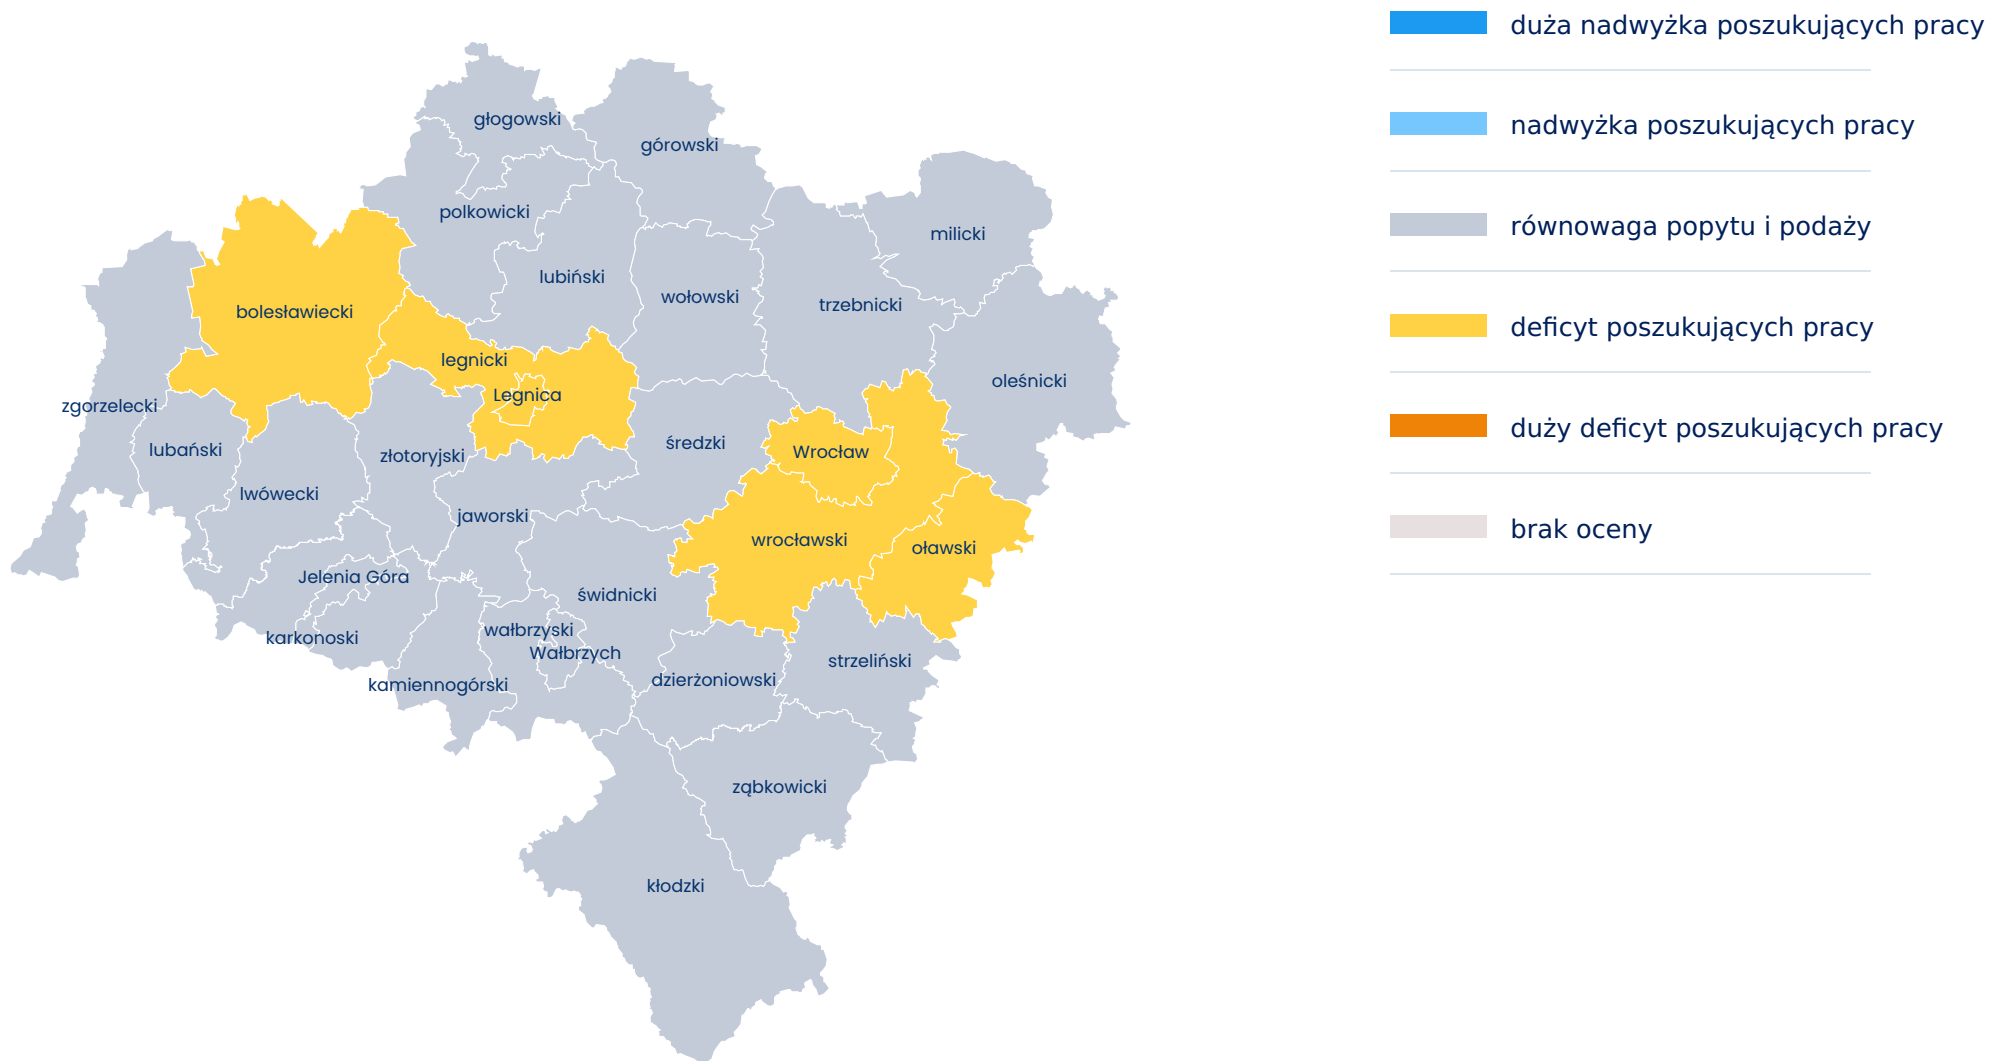 duża nadwyżka poszukujących pracy
nadwyżka poszukujących pracy
równowaga popytu i podaży
deficyt poszukujących pracy
duży deficyt poszukujących pracy
brak oceny
głogowski
górowski
polkowicki
milicki
lubiński
wołowski
trzebnicki
bolesławiecki
legnicki
oleśnicki
Legnica
zgorzelecki
średzki
lubański
Wrocław
złotoryjski
lwówecki
jaworski
wrocławski
oławski
Jelenia Góra
świdnicki
wałbrzyski
karkonoski
Wałbrzych
strzeliński
dzierżoniowski
kamiennogórski
ząbkowicki
kłodzki